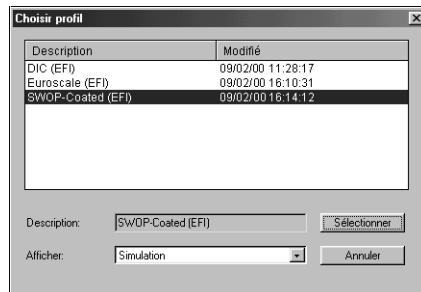 Choisir profil
Description Modifié
DIC (EFI) 09/02/00 11:28:17
Euroscale (EFI) 09/02/00 16:10:31
SWOP-Coated (EFI) 09/02/00 16:14:12
Description: SWOP-Coated (EFI) Sélectionner
Afficher: Simulation Annuler